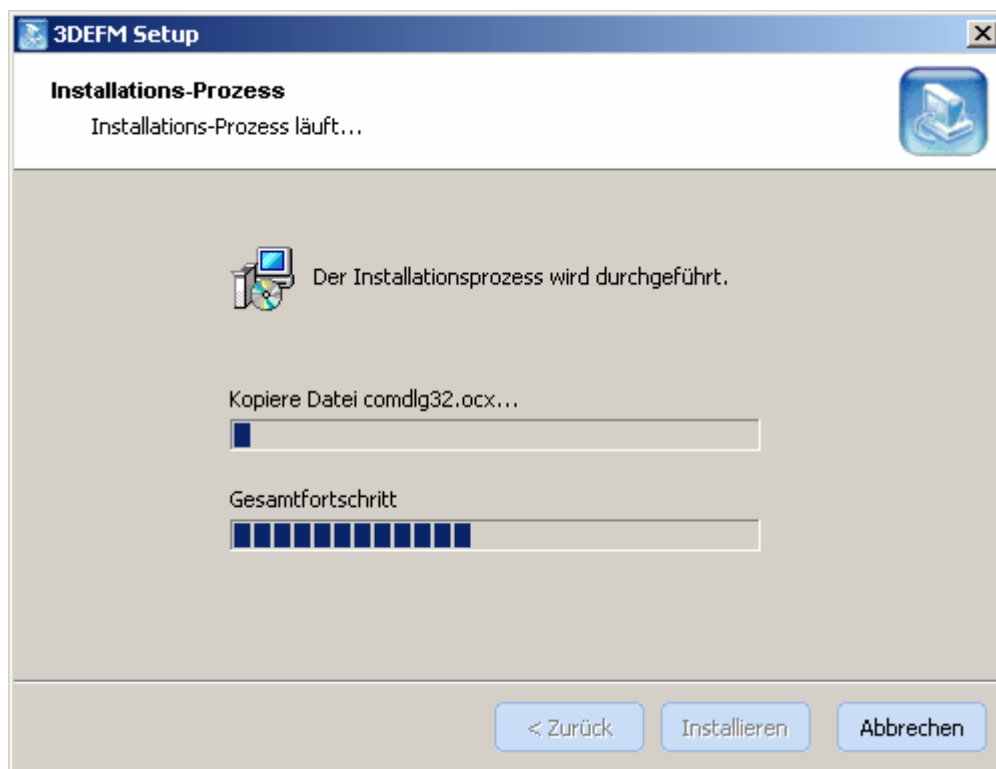 3DEFM Setup
Installations-Prozess
Installations-Prozess läuft...
Der Installationsprozess wird durchgeführt.
Kopiere Datei comdlg32.ocx...
Gesamtfortschritt
< Zurück
Installieren
Abbrechen